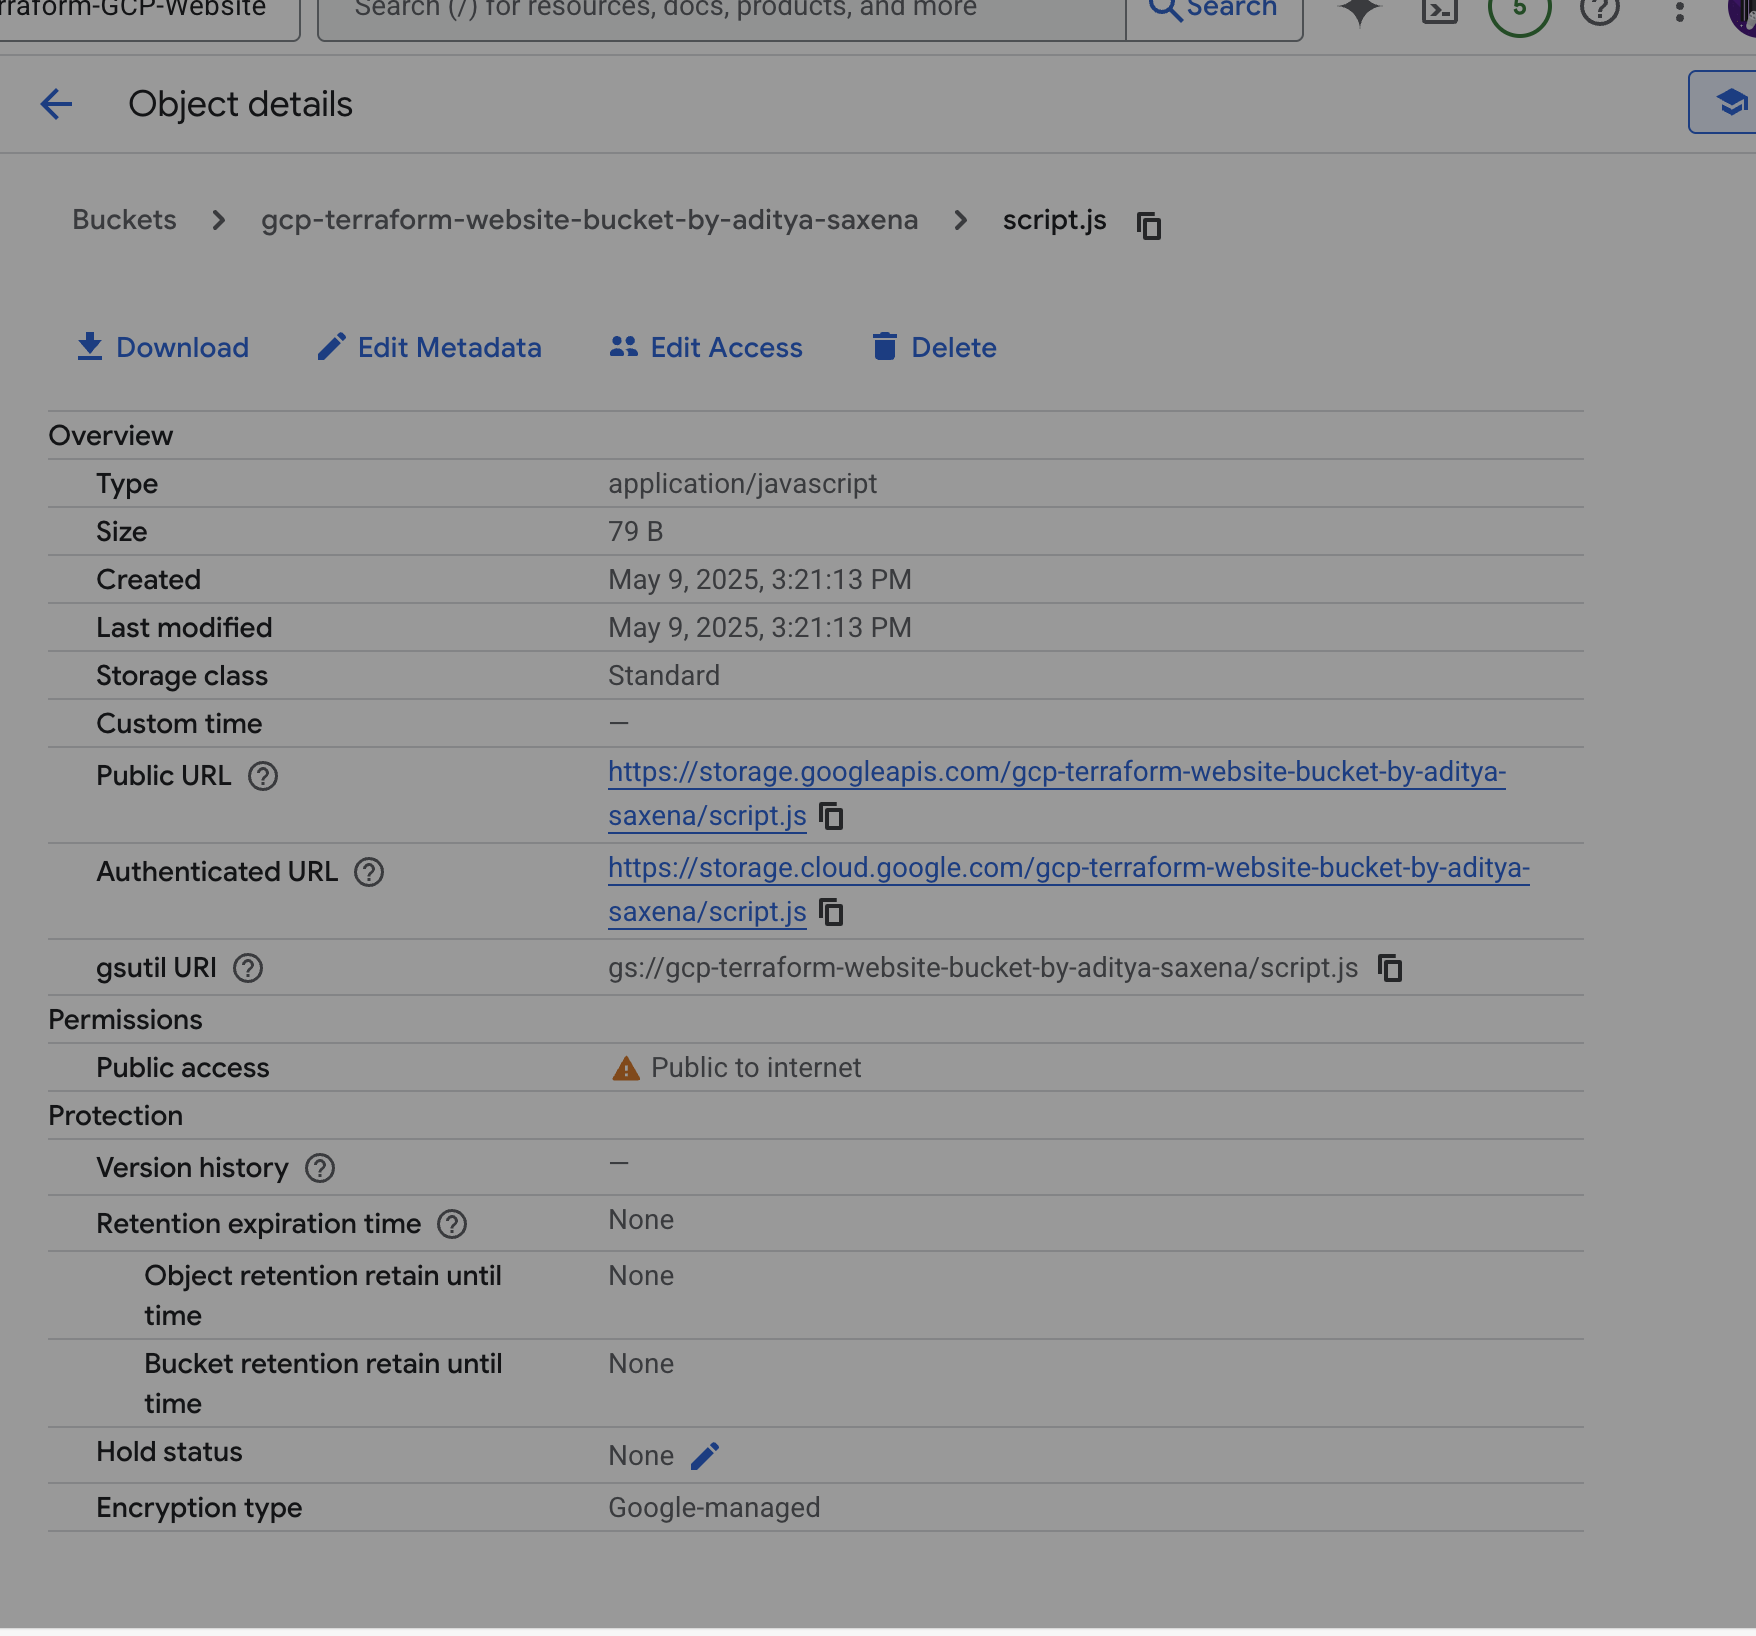 rraform-GCP-Website
Search (/) for resources, docs, products, and more
Search
5
Object details
Buckets
gcp-terraform-website-bucket-by-aditya-saxena
script.js
Download
Edit Metadata
Edit Access
Delete
Overview
Type
application/javascript
Size
79 B
Created
May 9, 2025, 3:21:13 PM
Last modified
May 9, 2025, 3:21:13 PM
Storage class
Standard
Custom time
—
Public URL
https://storage.googleapis.com/gcp-terraform-website-bucket-by-aditya-
saxena/script.js
Authenticated URL
https://storage.cloud.google.com/gcp-terraform-website-bucket-by-aditya-
saxena/script.js
gsutil URI
gs://gcp-terraform-website-bucket-by-aditya-saxena/script.js
Permissions
Public access
Public to internet
Protection
Version history
—
Retention expiration time
None
Object retention retain until
time
None
Bucket retention retain until
time
None
Hold status
None
Encryption type
Google-managed